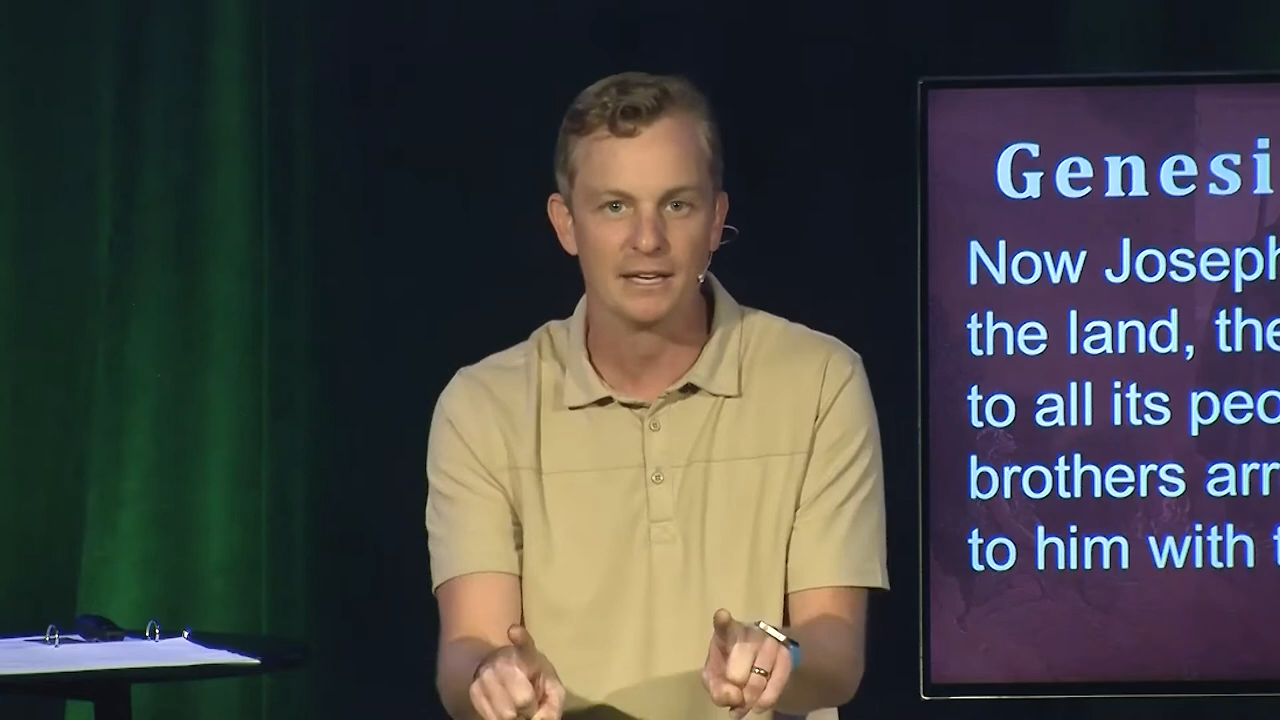 Genesi
Now Joseph
the land, the
to all its peo
brothers arr
to him with t